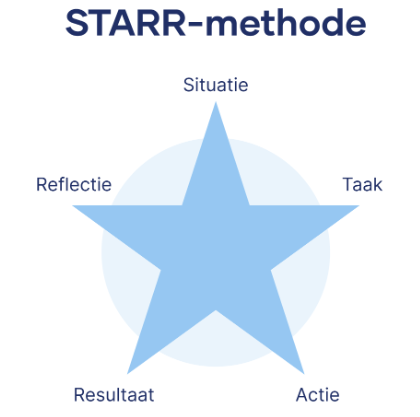 STARR-methode
Situatie
Reflectie
Taak
Resultaat
Actie